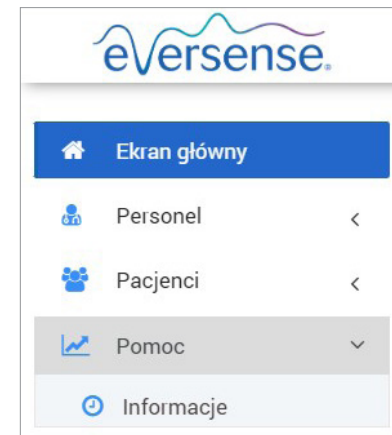 eversense.
Ekran główny
Personel
Pacjenci
Pomoc
Informacje